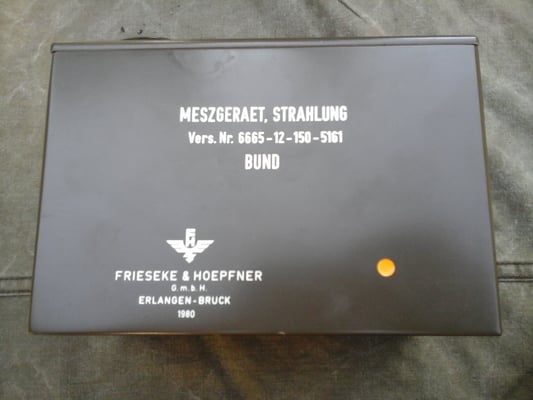 MESZGERAET, STRAHLUNG
Vers. Nr. 6665-12-150-5161
BUND
FRIESEKE & HOEPFNER
G.m.b.H.
ERLANGEN-BRUCK
1980